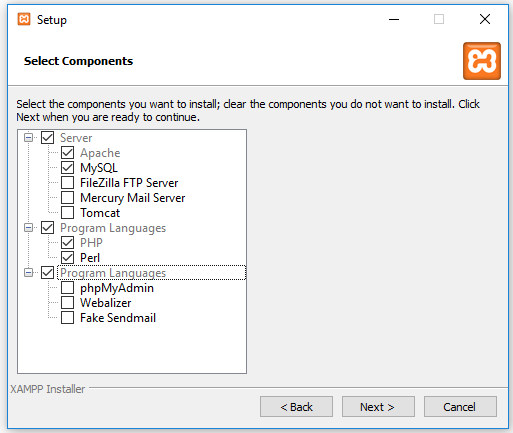 Setup
Select Components
Select the components you want to install; clear the components you do not want to install. Click
Next when you are ready to continue.
Server
Apache
MySQL
FileZilla FTP Server
Mercury Mail Server
Tomcat
Program Languages
PHP
Perl
Program Languages
phpMyAdmin
Webalizer
Fake Sendmail
XAMPP Installer
< Back
Next >
Cancel